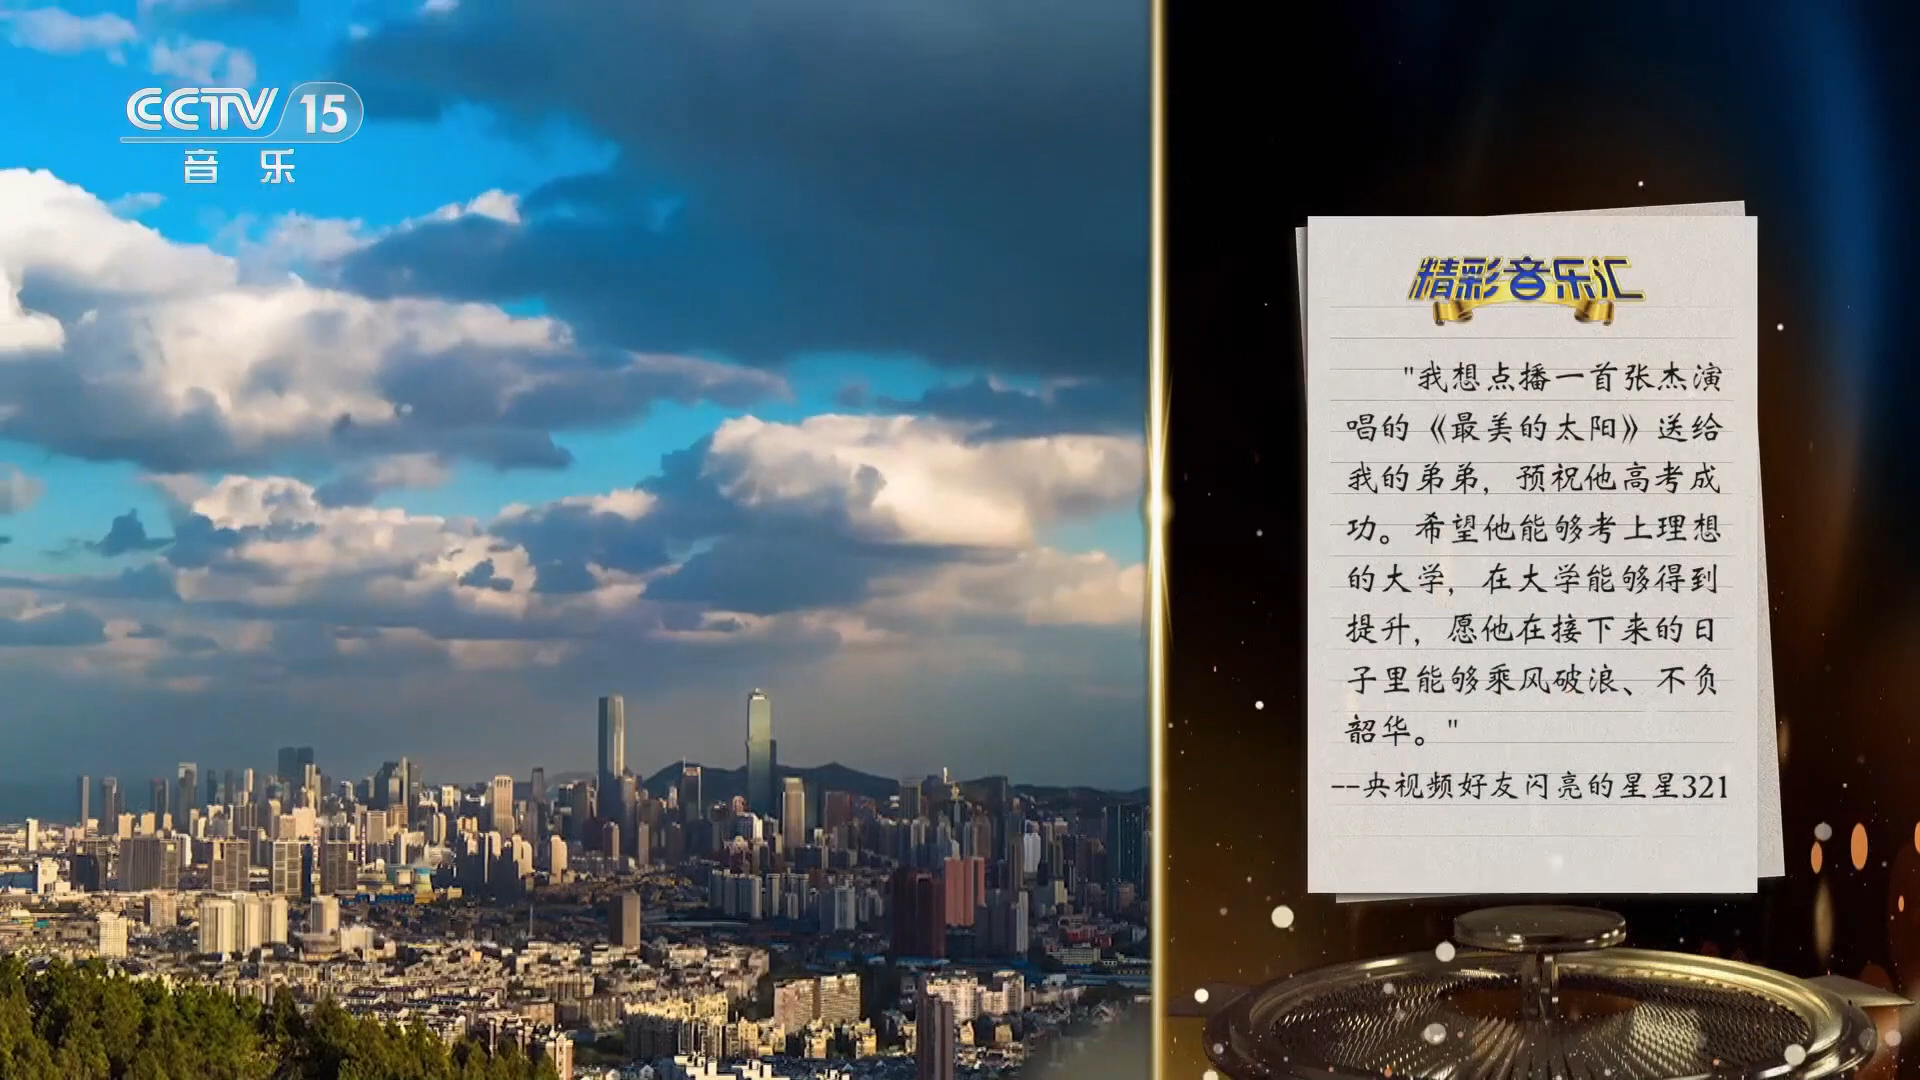 CCTV 15
音乐
精彩音乐汇
"我想点播一首张杰演
唱的《最美的太阳》送给
我的弟弟，预祝他高考成
功。希望他能够考上理想
的大学，在大学能够得到
提升，愿他在接下来的日
子里能够乘风破浪、不负
韶华。"
--央视频好友闪亮的星星321